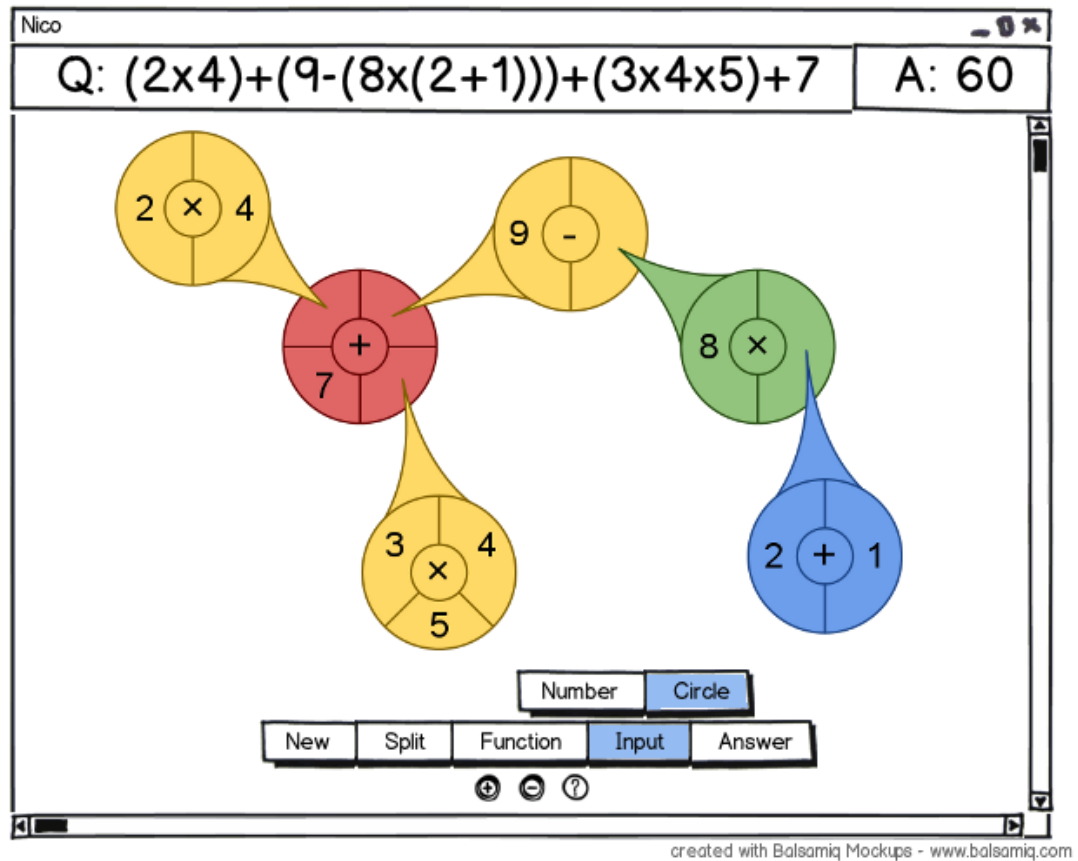 Nico
Q: (2x4)+(9-(8x(2+1)))+(3x4x5)+7
A: 60
2 × 4
9 -
+
7
8 ×
3 × 4
5
2 + 1
Number Circle
New Split Function Input Answer
+ - ?
created with Balsamiq Mockups - www.balsamiq.com